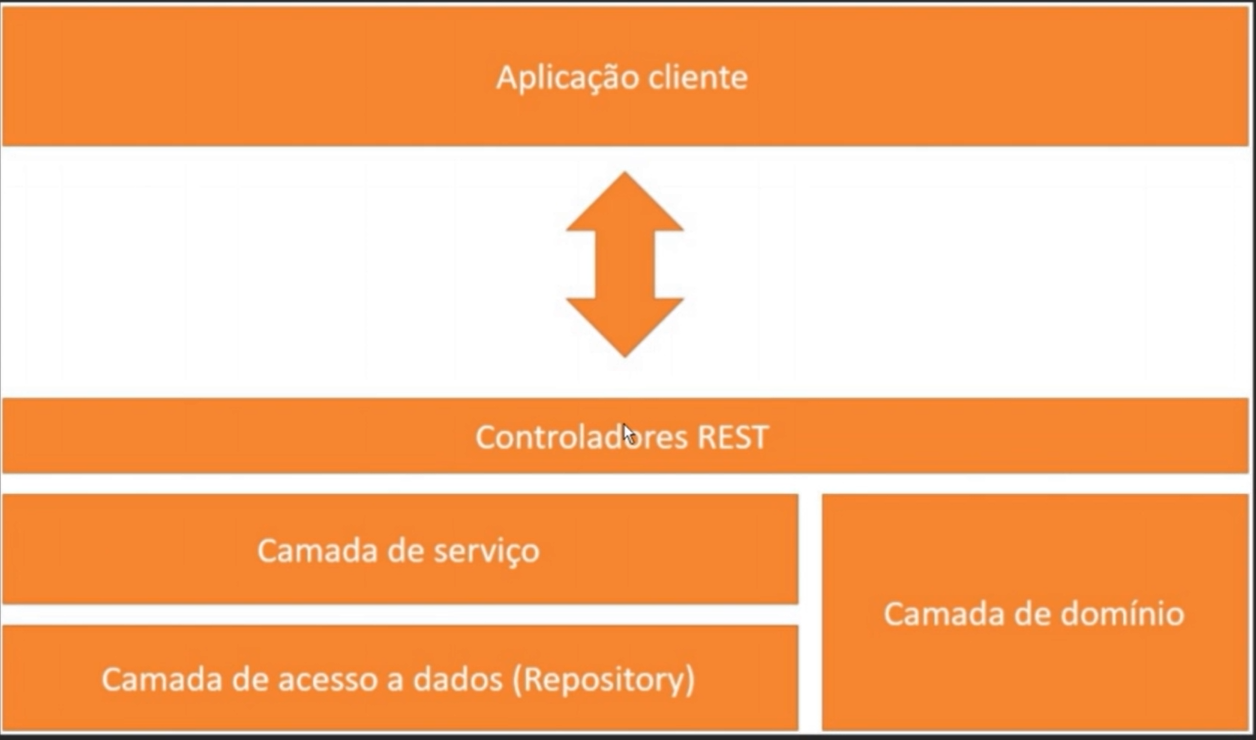 Aplicação cliente
Controladores REST
Camada de serviço
Camada de domínio
Camada de acesso a dados (Repository)